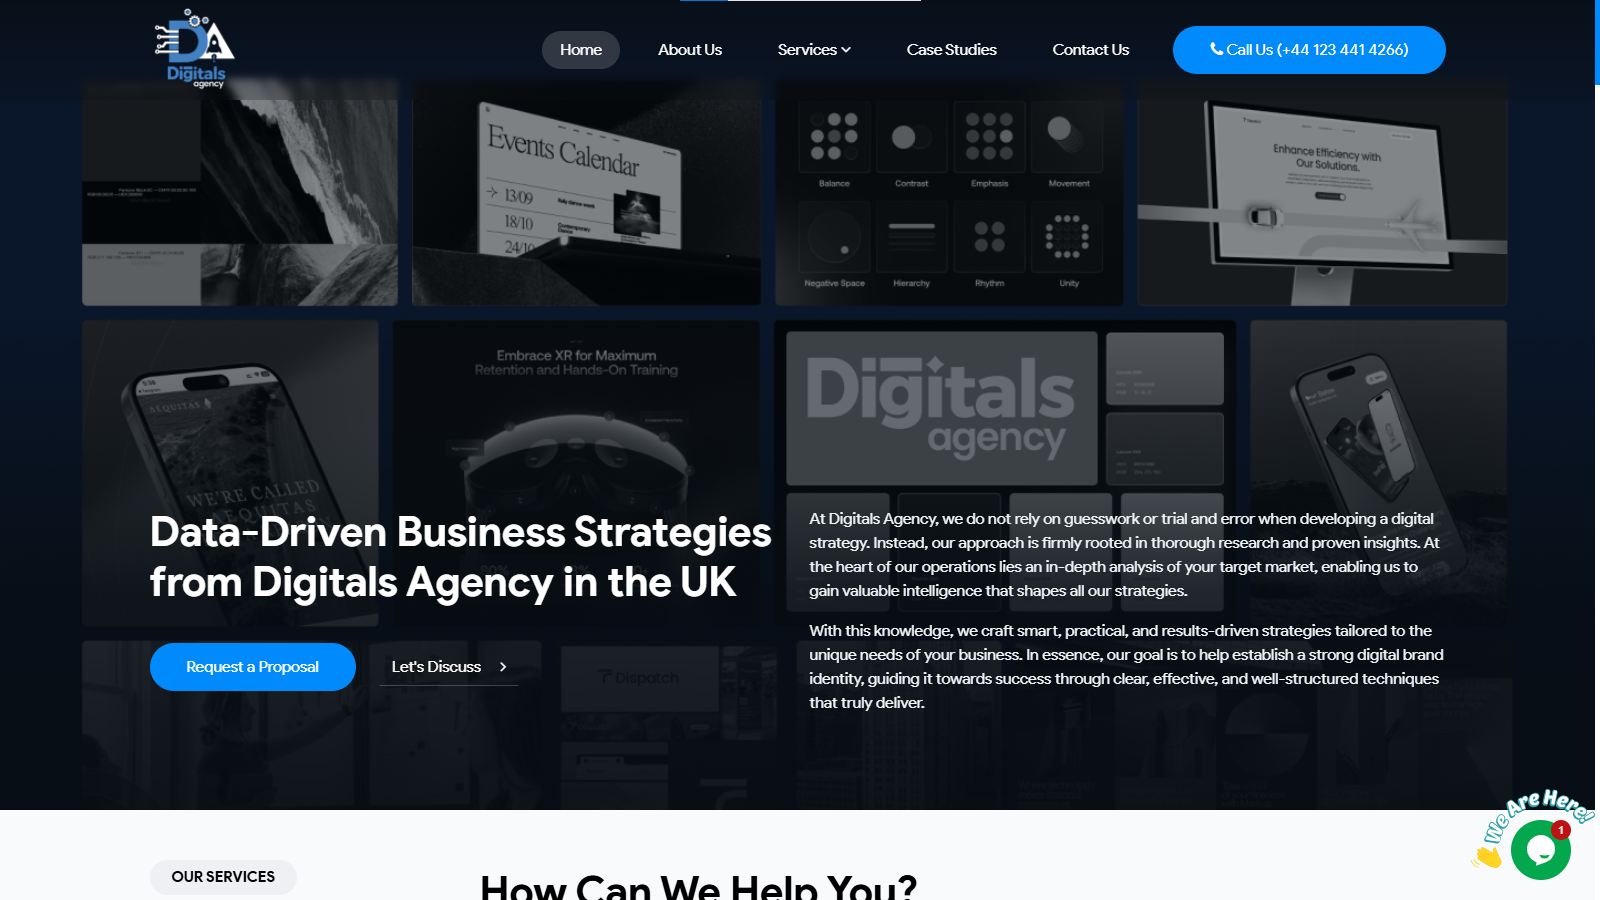 DA
Digitals
agency
Home
About Us
Services
Case Studies
Contact Us
Call Us (+44 123 441 4266)
Events Calendar
13/09
18/10
24/10
Contemporary
Dance
Balance
Contrast
Emphasis
Movement
Negative Space
Hierarchy
Rhythm
Unity
Enhance Efficiency with
Our Solutions.
AEQUITAS
WE'RE CALLED
AEQUITAS
Embrace XR for Maximum
Retention and Hands-On Training
Digitals
agency
Data-Driven Business Strategies
from Digitals Agency in the UK
Request a Proposal
Let's Discuss
At Digitals Agency, we do not rely on guesswork or trial and error when developing a digital
strategy. Instead, our approach is firmly rooted in thorough research and proven insights. At
the heart of our operations lies an in-depth analysis of your target market, enabling us to
gain valuable intelligence that shapes all our strategies.
With this knowledge, we craft smart, practical, and results-driven strategies tailored to the
unique needs of your business. In essence, our goal is to help establish a strong digital brand
identity, guiding it towards success through clear, effective, and well-structured techniques
that truly deliver.
Dispatch
We Are Here!
1
OUR SERVICES
How Can We Help You?